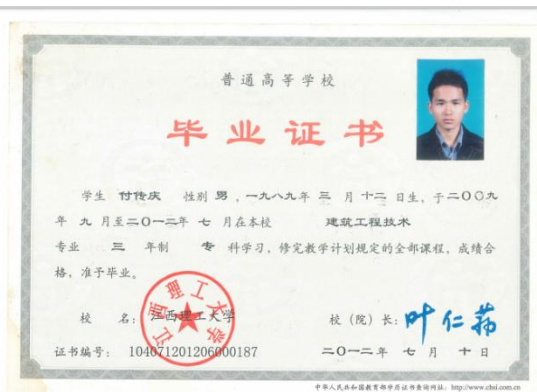 普通高等学校
毕业证书
学生 付传庆 性别 男，一九八九年 三 月 十二 日生，于二〇〇九
年 九 月至二〇一二年 七 月在本校 建筑工程技术
专业 三 年制 专 科学习，修完教学计划规定的全部课程，成绩合
格，准予毕业。
江西理工大学
校 名：江西理工大学 校（院）长：叶仁荪
证书编号：104071201206000187 二〇一二年 七 月 十 日
中华人民共和国教育部学历证书查询网址：http://www.chsi.com.cn